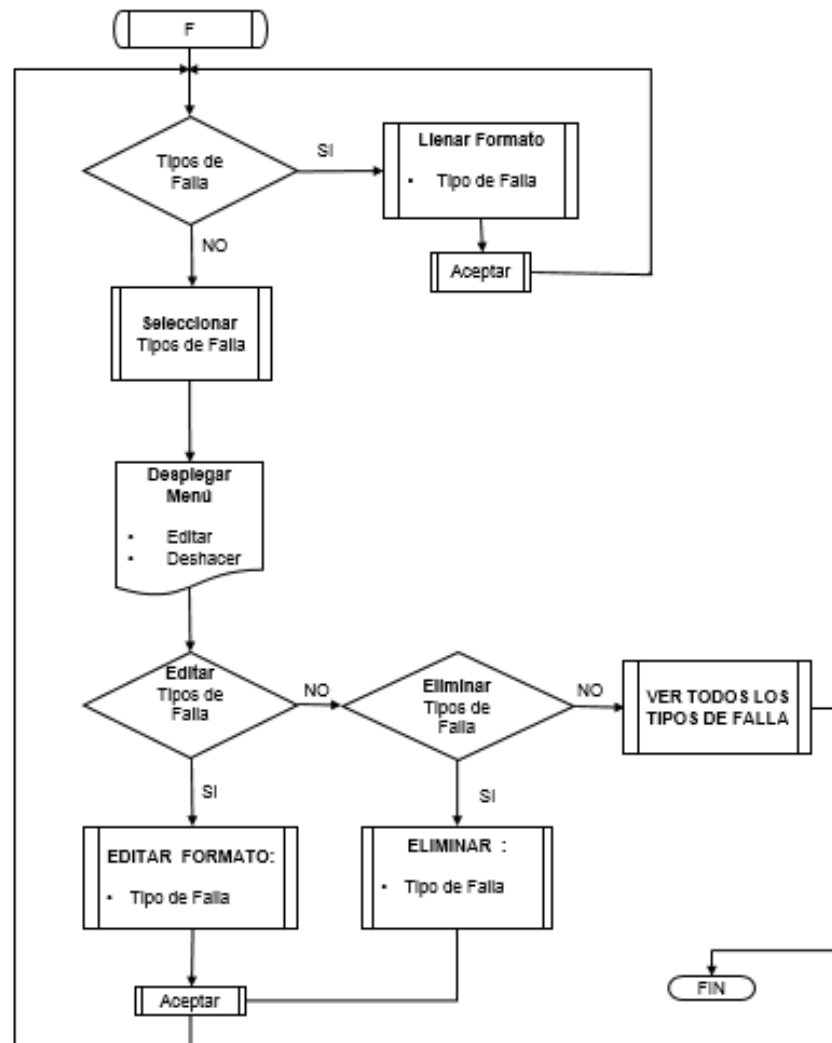 F
Tipos de
Falla
SI
Llenar Formato
• Tipo de Falla
NO
Aceptar
Seleccionar
Tipos de Falla
Desplegar
Menú
• Editar
• Deshacer
Editar
Tipos de
Falla
NO
Eliminar
Tipos de
Falla
NO
VER TODOS LOS
TIPOS DE FALLA
SI
SI
EDITAR FORMATO:
• Tipo de Falla
ELIMINAR :
• Tipo de Falla
Aceptar
FIN